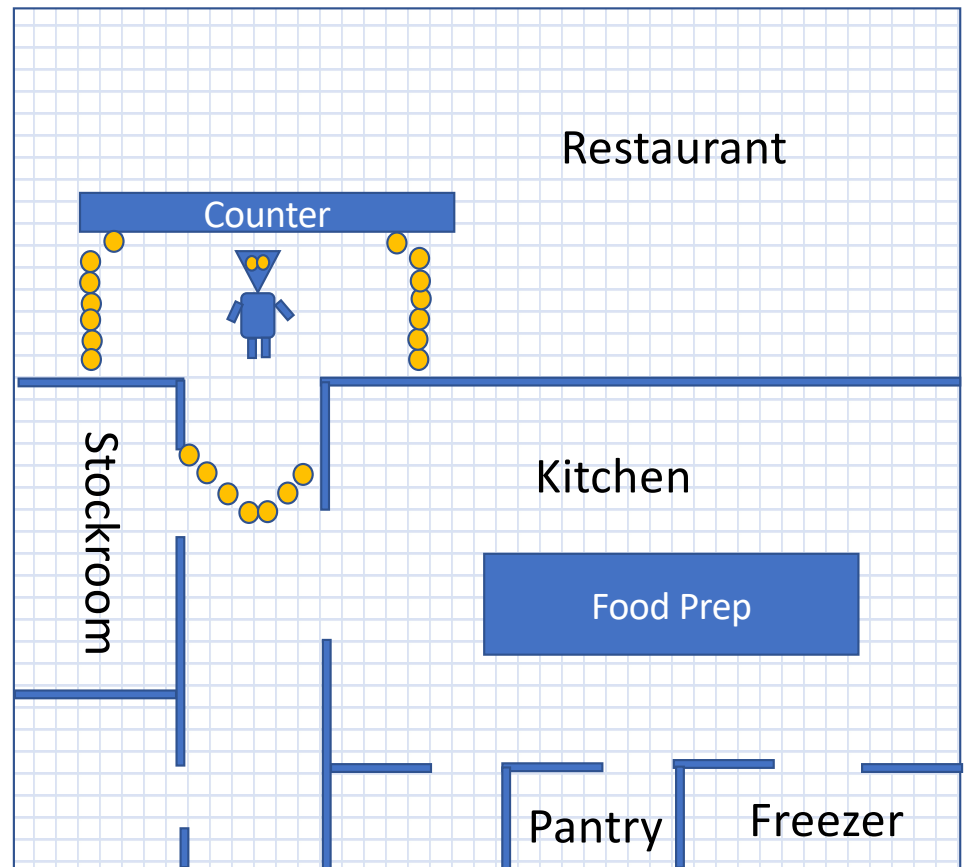 Restaurant
Counter
Stockroom
Kitchen
Food Prep
Pantry
Freezer